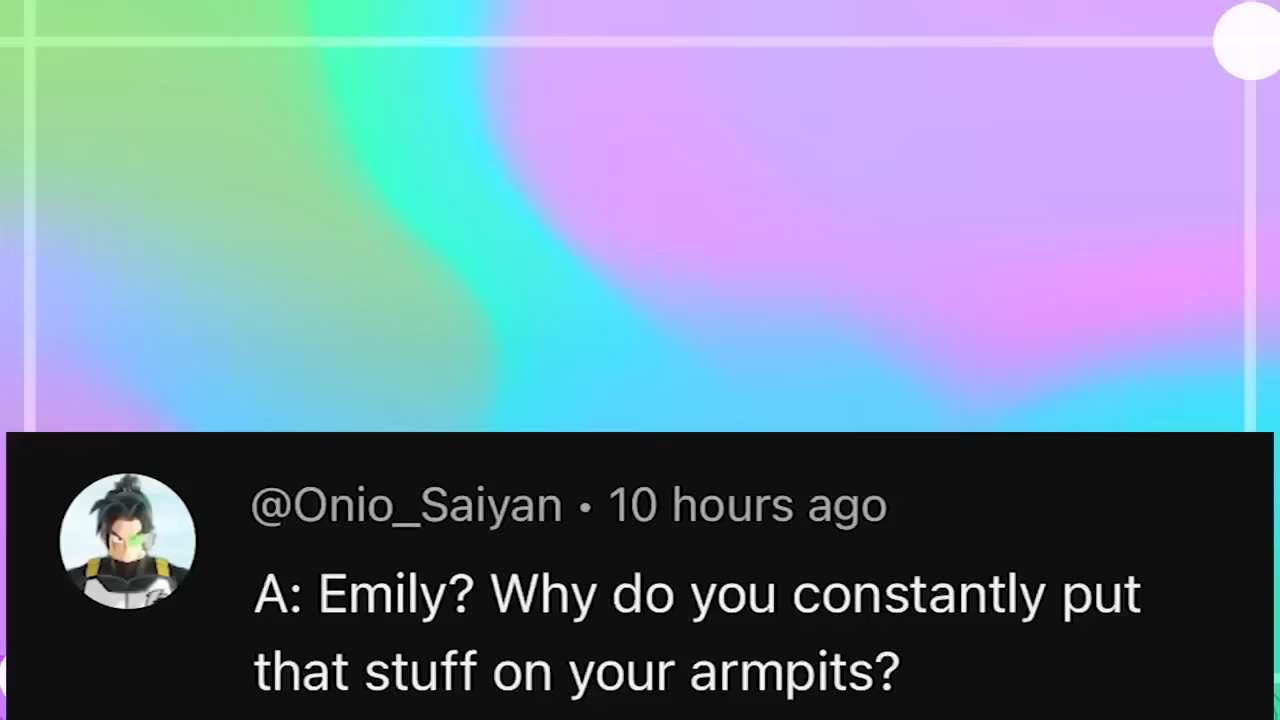 @Onio_Saiyan • 10 hours ago
A: Emily? Why do you constantly put
that stuff on your armpits?